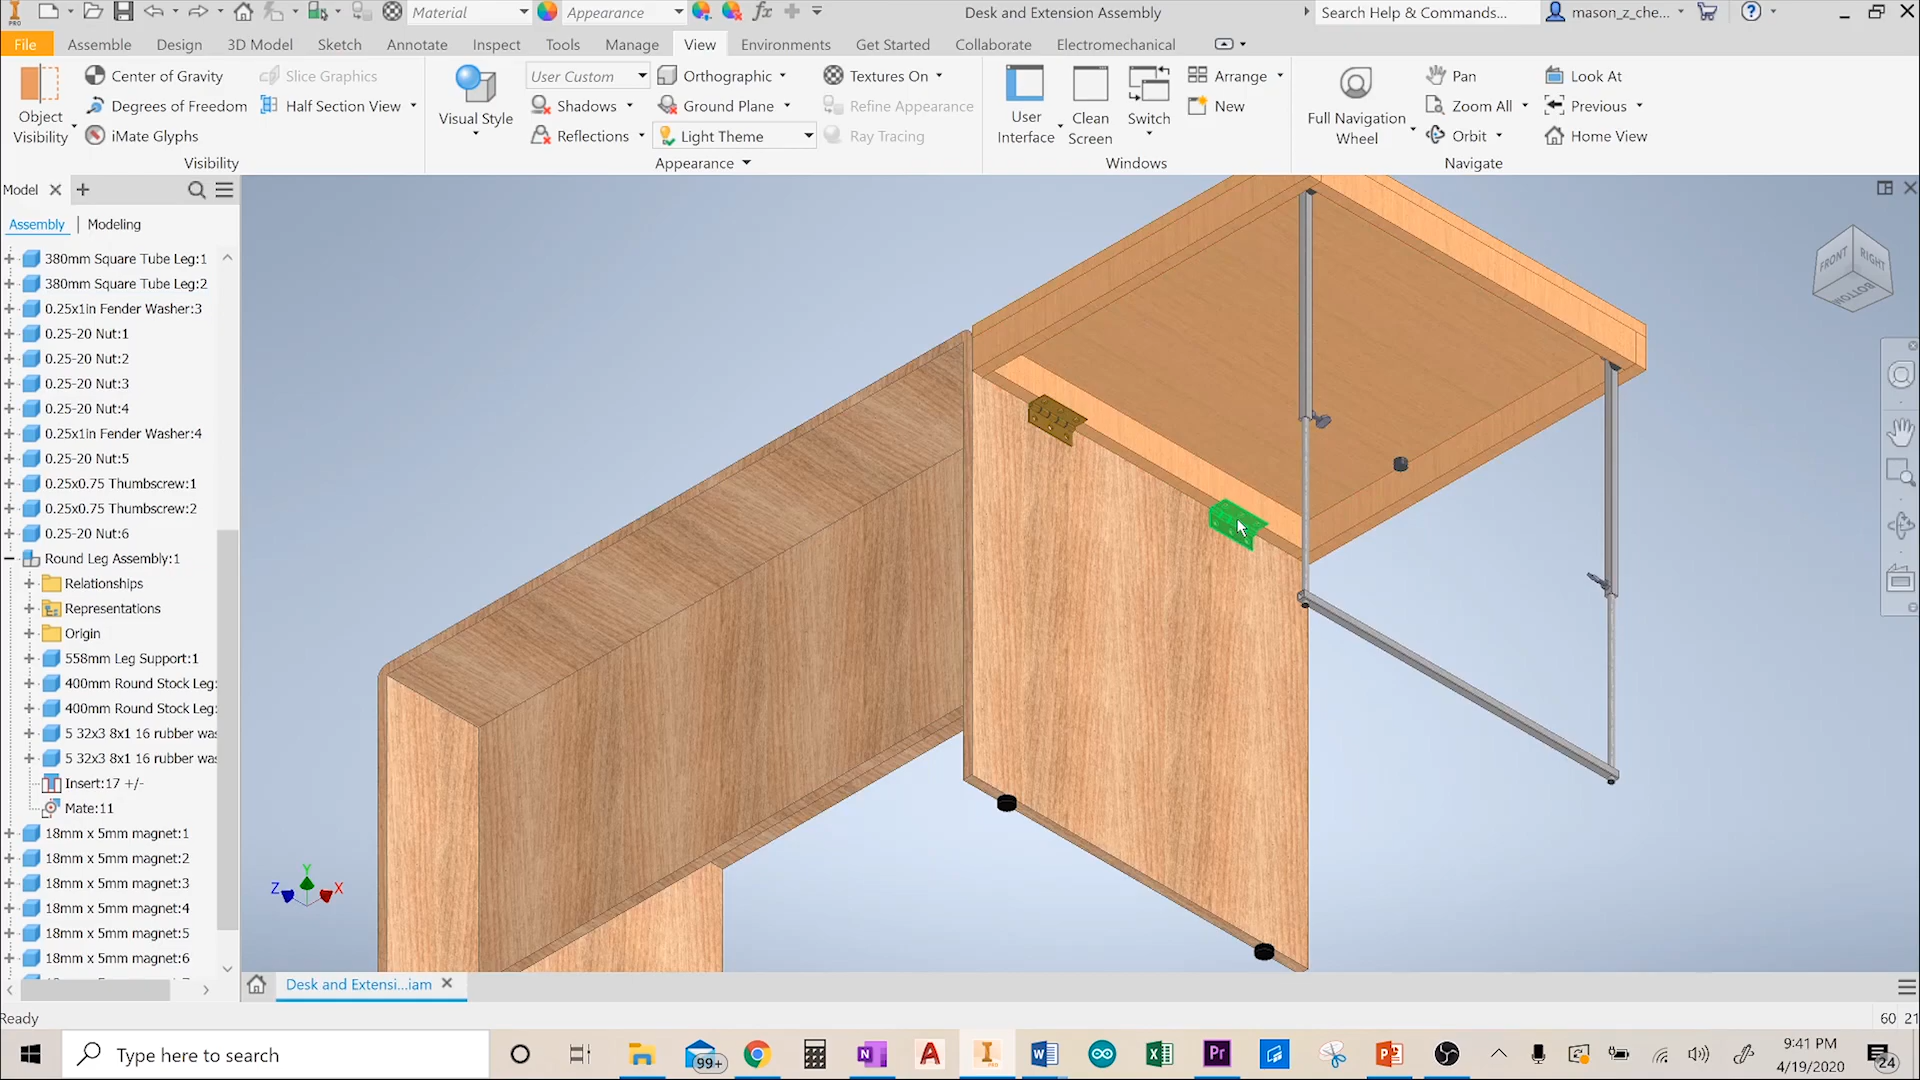 PRO
Material
Appearance
fx
Desk and Extension Assembly
Search Help & Commands...
mason_z_che...
File
Assemble
Design
3D Model
Sketch
Annotate
Inspect
Tools
Manage
View
Environments
Get Started
Collaborate
Electromechanical
Object
Visibility
Center of Gravity
Degrees of Freedom
iMate Glyphs
Slice Graphics
Half Section View
Visibility
Visual Style
User Custom
Shadows
Reflections
Orthographic
Ground Plane
Light Theme
Textures On
Refine Appearance
Ray Tracing
Appearance
User
Interface
Clean
Screen
Switch
Arrange
New
Windows
Full Navigation
Wheel
Pan
Zoom All
Orbit
Look At
Previous
Home View
Navigate
Model
Assembly
Modeling
380mm Square Tube Leg:1
380mm Square Tube Leg:2
0.25x1in Fender Washer:3
0.25-20 Nut:1
0.25-20 Nut:2
0.25-20 Nut:3
0.25-20 Nut:4
0.25x1in Fender Washer:4
0.25-20 Nut:5
0.25x0.75 Thumbscrew:1
0.25x0.75 Thumbscrew:2
0.25-20 Nut:6
Round Leg Assembly:1
Relationships
Representations
Origin
558mm Leg Support:1
400mm Round Stock Leg:
400mm Round Stock Leg:
5 32x3 8x1 16 rubber was
5 32x3 8x1 16 rubber was
Insert:17 +/-
Mate:11
18mm x 5mm magnet:1
18mm x 5mm magnet:2
18mm x 5mm magnet:3
18mm x 5mm magnet:4
18mm x 5mm magnet:5
18mm x 5mm magnet:6
FRONT
RIGHT
BOTTOM
Y
Z
X
Desk and Extensi...iam
Ready
60
21
Type here to search
99+
9:41 PM
4/19/2020
24